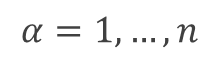 α = 1, … , n